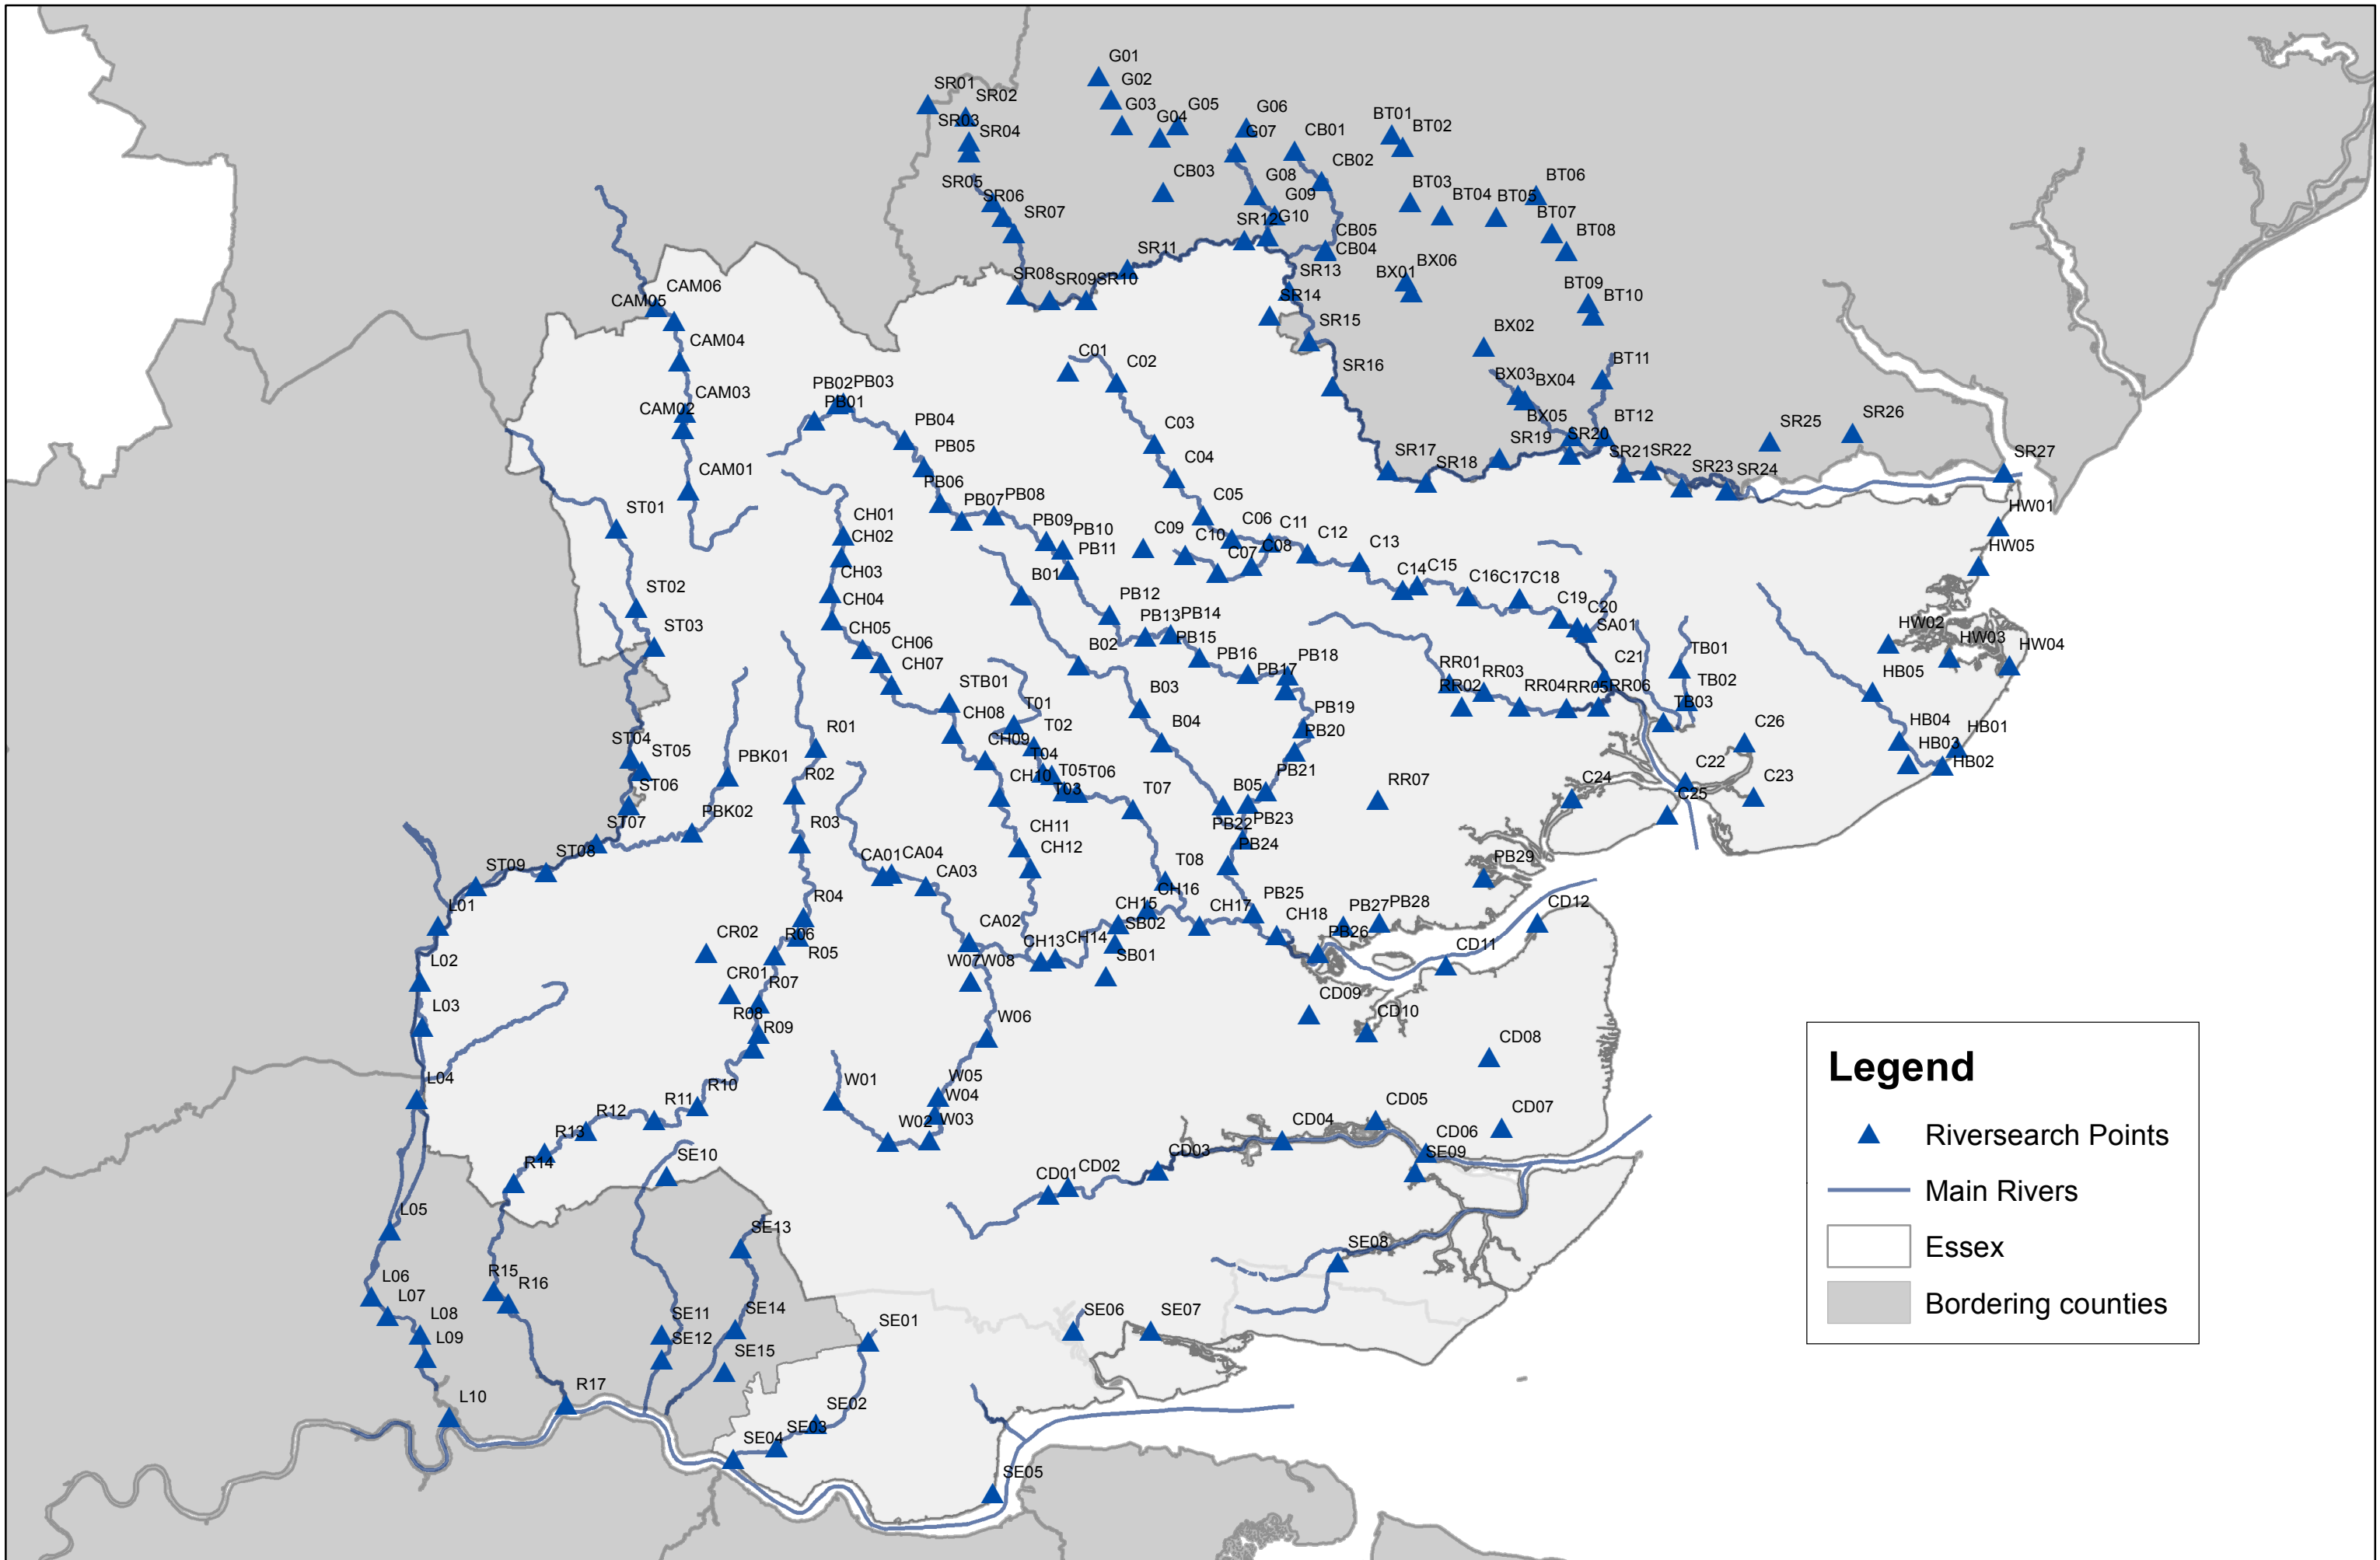 G01
SR01
G02
SR02
G03
G05
G06
SR03
G04
BT01
SR04
G07
CB01
BT02
CB02
CB03
G08
BT06
SR05
BT03
SR06
G09
BT04
BT05
SR07
SR12
G10
BT07
CB05
BT08
SR11
CB04
BX06
SR13
BX01
SR08
SR09
SR10
BT09
CAM06
SR14
BT10
CAM05
SR15
BX02
CAM04
C01
BT11
C02
SR16
BX03
BX04
PB02
PB03
CAM03
PB01
CAM02
BX05
BT12
SR26
PB04
C03
SR25
SR19
SR20
PB05
SR17
SR21
SR22
SR27
C04
SR18
CAM01
SR23
SR24
PB06
PB07
PB08
C05
ST01
HW01
CH01
PB09
C06
C11
PB10
C09
C12
CH02
C10
C13
PB11
C07
C08
HW05
CH03
B01
C14
C15
ST02
C16
C17
C18
PB12
CH04
C19
C20
PB13
PB14
HW02
ST03
CH05
SA01
PB15
HW03
CH06
B02
HW04
PB16
PB18
TB01
C21
CH07
PB17
RR01
RR03
HB05
STB01
B03
TB02
RR02
RR04
RR05
RR06
T01
TB03
PB19
CH08
B04
C26
HB04
HB01
R01
T02
PB20
ST04
CH09
HB03
ST05
PBK01
T04
C22
HB02
R02
CH10
T05
T06
PB21
C24
C23
ST06
T03
T07
B05
RR07
C25
PBK02
PB22
PB23
ST07
R03
CH11
PB24
CH12
ST08
CA01
CA04
PB29
ST09
CA03
T08
R04
CH16
L01
CA02
CH15
CH17
PB25
CH18
PB27
PB28
CD12
CR02
R06
SB02
PB26
R05
CH13
CH14
CD11
L02
W07
W08
SB01
CR01
R07
CD09
L03
R08
W06
CD10
R09
CD08
Legend
L04
W01
W05
R10
W04
CD05
R11
CD07
R12
W02
W03
CD04
Riversearch Points
R13
CD06
CD03
SE09
SE10
R14
CD01
CD02
Main Rivers
L05
SE13
SE08
Essex
R15
L06
R16
L07
SE14
SE06
SE07
Bordering counties
L08
SE11
SE01
L09
SE12
SE15
R17
L10
SE02
SE03
SE04
SE05